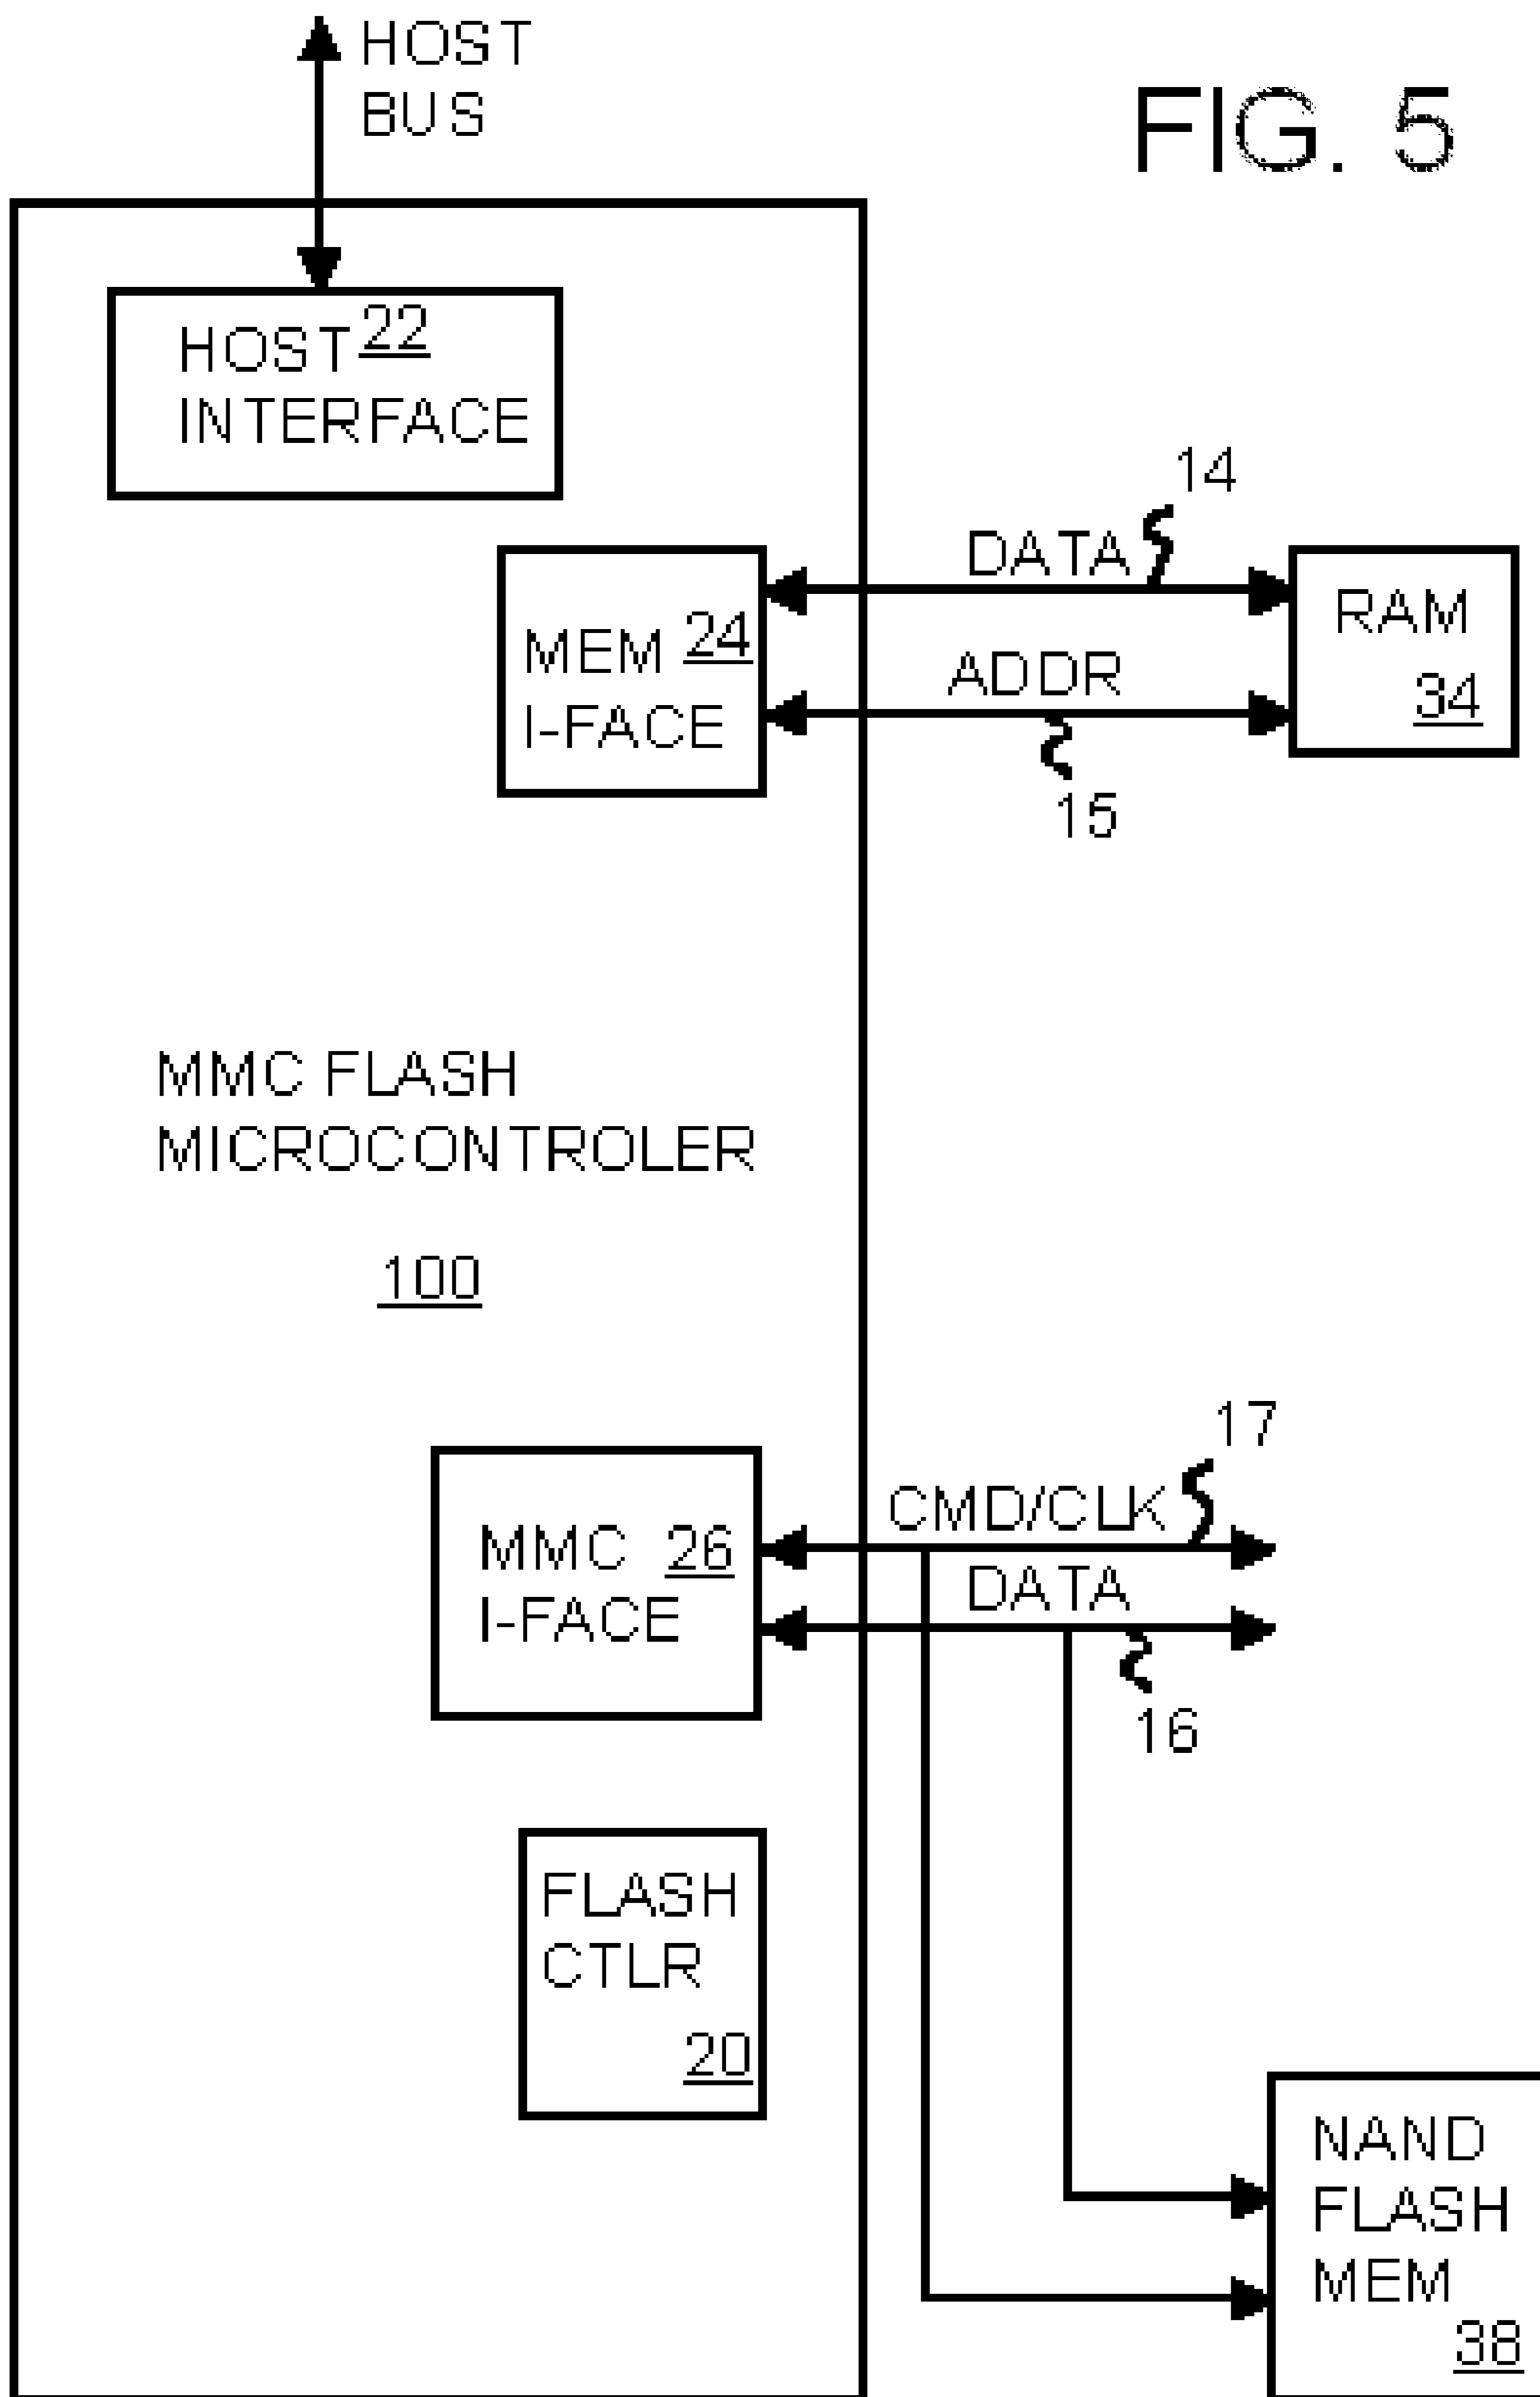 HOST
BUS
FIG. 5
HOST 22
INTERFACE
14
DATA
MEM 24
I-FACE
ADDR
RAM
34
15
MMC FLASH
MICROCONTROLER
100
17
CMD/CLK
MMC 26
I-FACE
DATA
16
FLASH
CTLR
20
NAND
FLASH
MEM
38